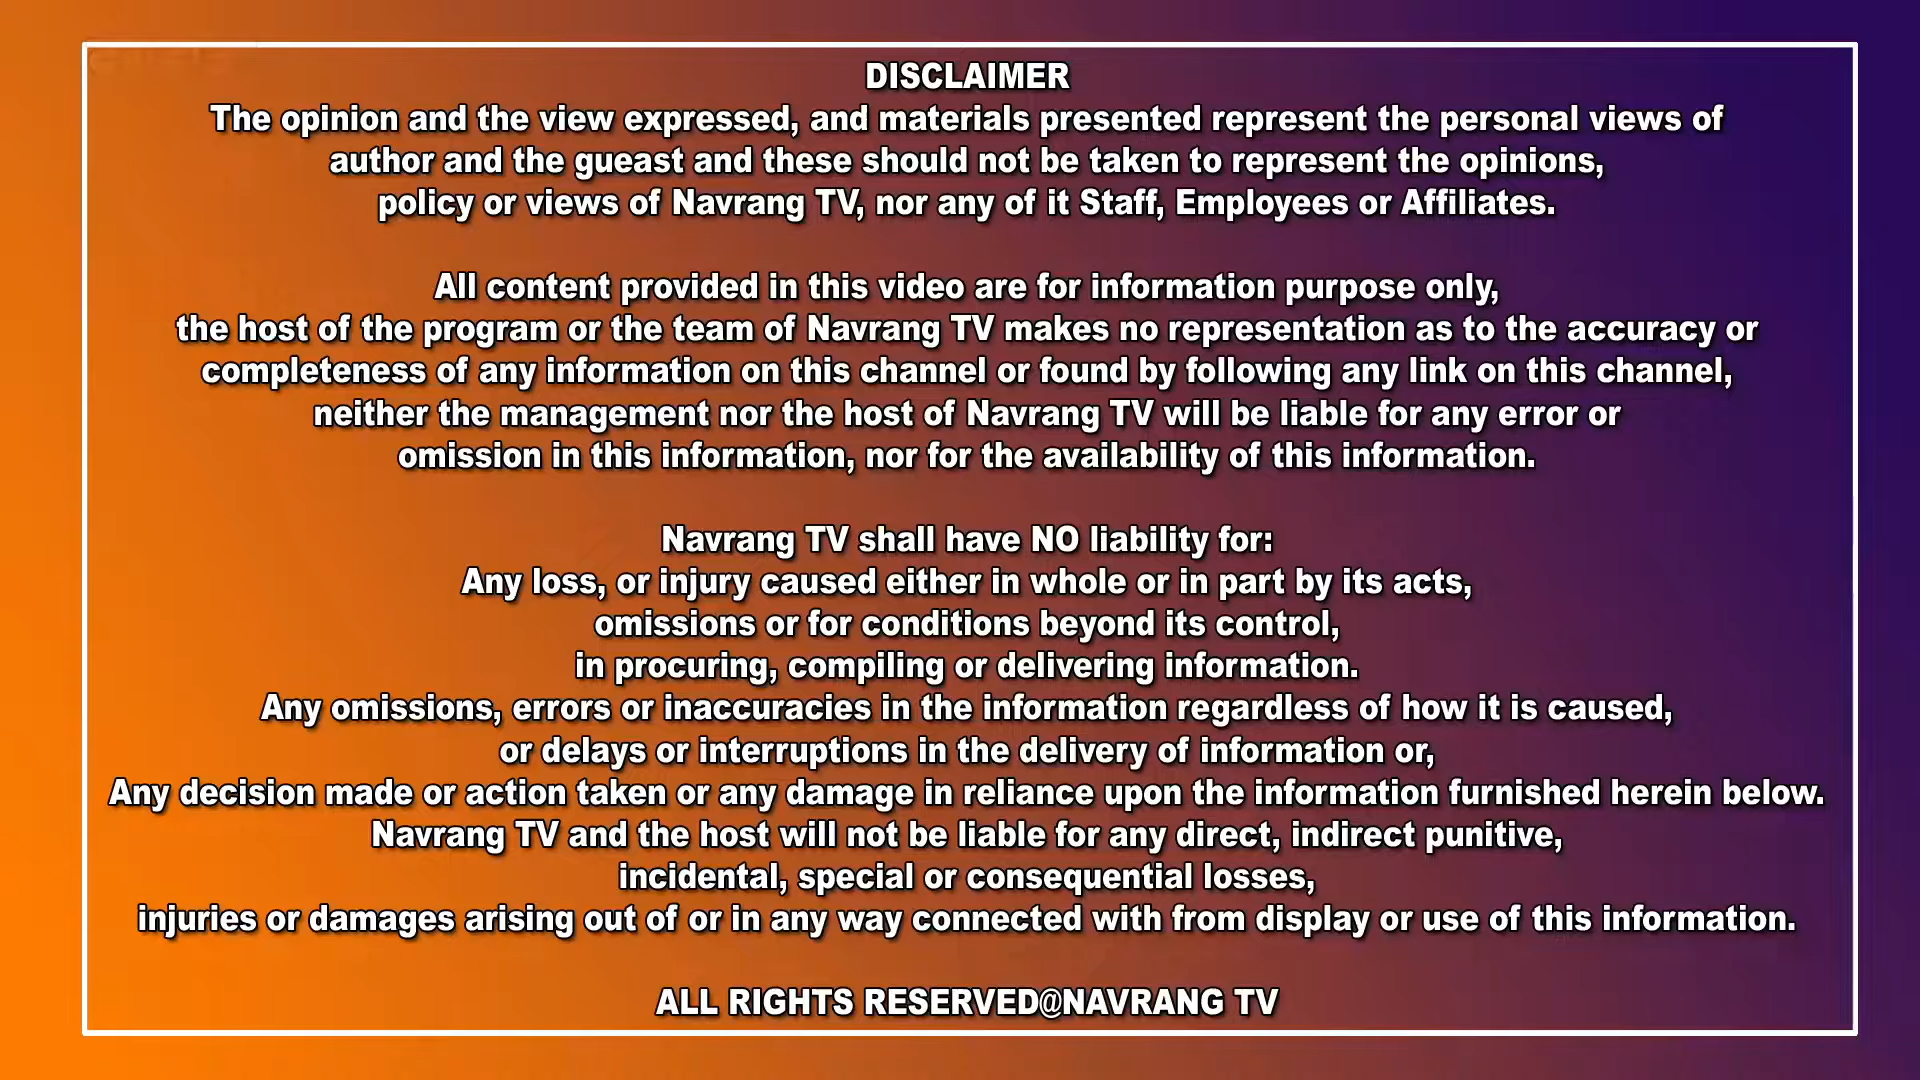 DISCLAIMER
The opinion and the view expressed, and materials presented represent the personal views of
author and the gueast and these should not be taken to represent the opinions,
policy or views of Navrang TV, nor any of it Staff, Employees or Affiliates.
All content provided in this video are for information purpose only,
the host of the program or the team of Navrang TV makes no representation as to the accuracy or
completeness of any information on this channel or found by following any link on this channel,
neither the management nor the host of Navrang TV will be liable for any error or
omission in this information, nor for the availability of this information.
Navrang TV shall have NO liability for:
Any loss, or injury caused either in whole or in part by its acts,
omissions or for conditions beyond its control,
in procuring, compiling or delivering information.
Any omissions, errors or inaccuracies in the information regardless of how it is caused,
or delays or interruptions in the delivery of information or,
Any decision made or action taken or any damage in reliance upon the information furnished herein below.
Navrang TV and the host will not be liable for any direct, indirect punitive,
incidental, special or consequential losses,
injuries or damages arising out of or in any way connected with from display or use of this information.
ALL RIGHTS RESERVED@NAVRANG TV